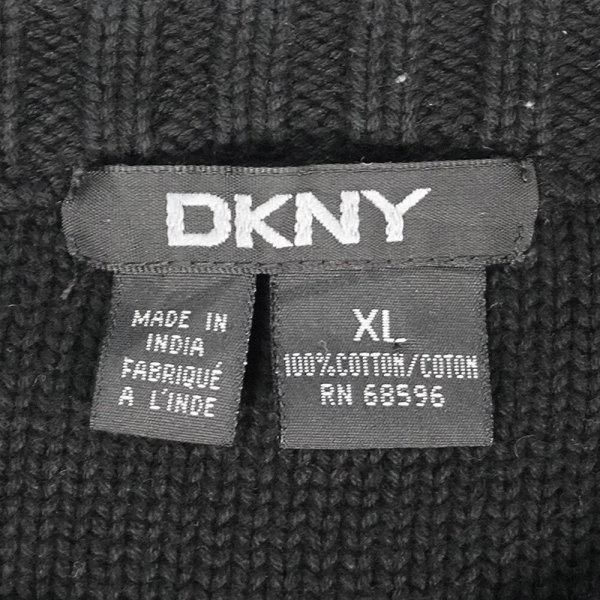 DKNY
MADE IN
INDIA
FABRIQUÉ
A L'INDE
XL
100%COTTON/COTON
RN 68596